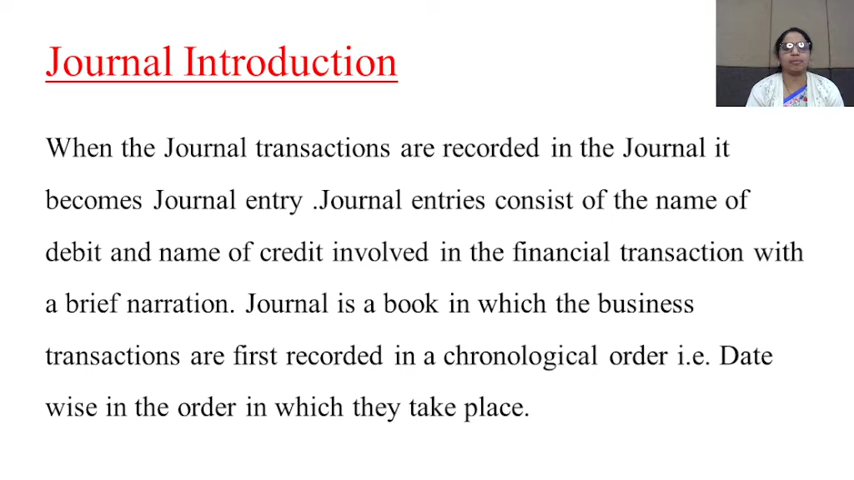 Journal Introduction
When the Journal transactions are recorded in the Journal it
becomes Journal entry .Journal entries consist of the name of
debit and name of credit involved in the financial transaction with
a brief narration. Journal is a book in which the business
transactions are first recorded in a chronological order i.e. Date
wise in the order in which they take place.